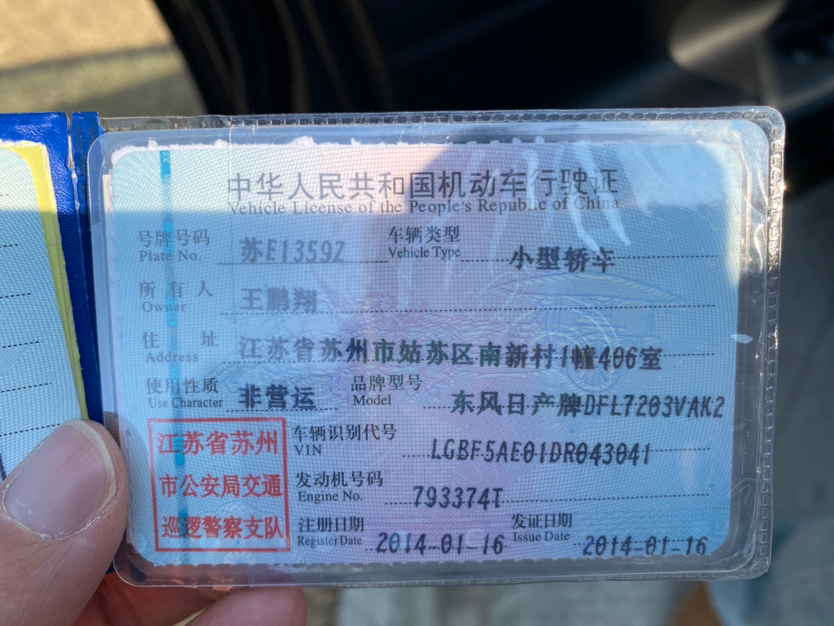 中华人民共和国机动车行驶证
Vehicle License of the People's Republic of China
号牌号码 苏E1359Z 车辆类型 小型轿车
Plate No. Vehicle Type
所有人 王鹏翔
Owner
住址 江苏省苏州市姑苏区南新村1幢406室
Address
使用性质 非营运 品牌型号 东风日产牌DFL7203VAK2
Use Character Model
江苏省苏州
市公安局交通
巡逻警察支队
车辆识别代号 LGBF5AE01DR043041
VIN
发动机号码 793374T
Engine No.
注册日期 2014-01-16 发证日期 2014-01-16
Register Date Issue Date